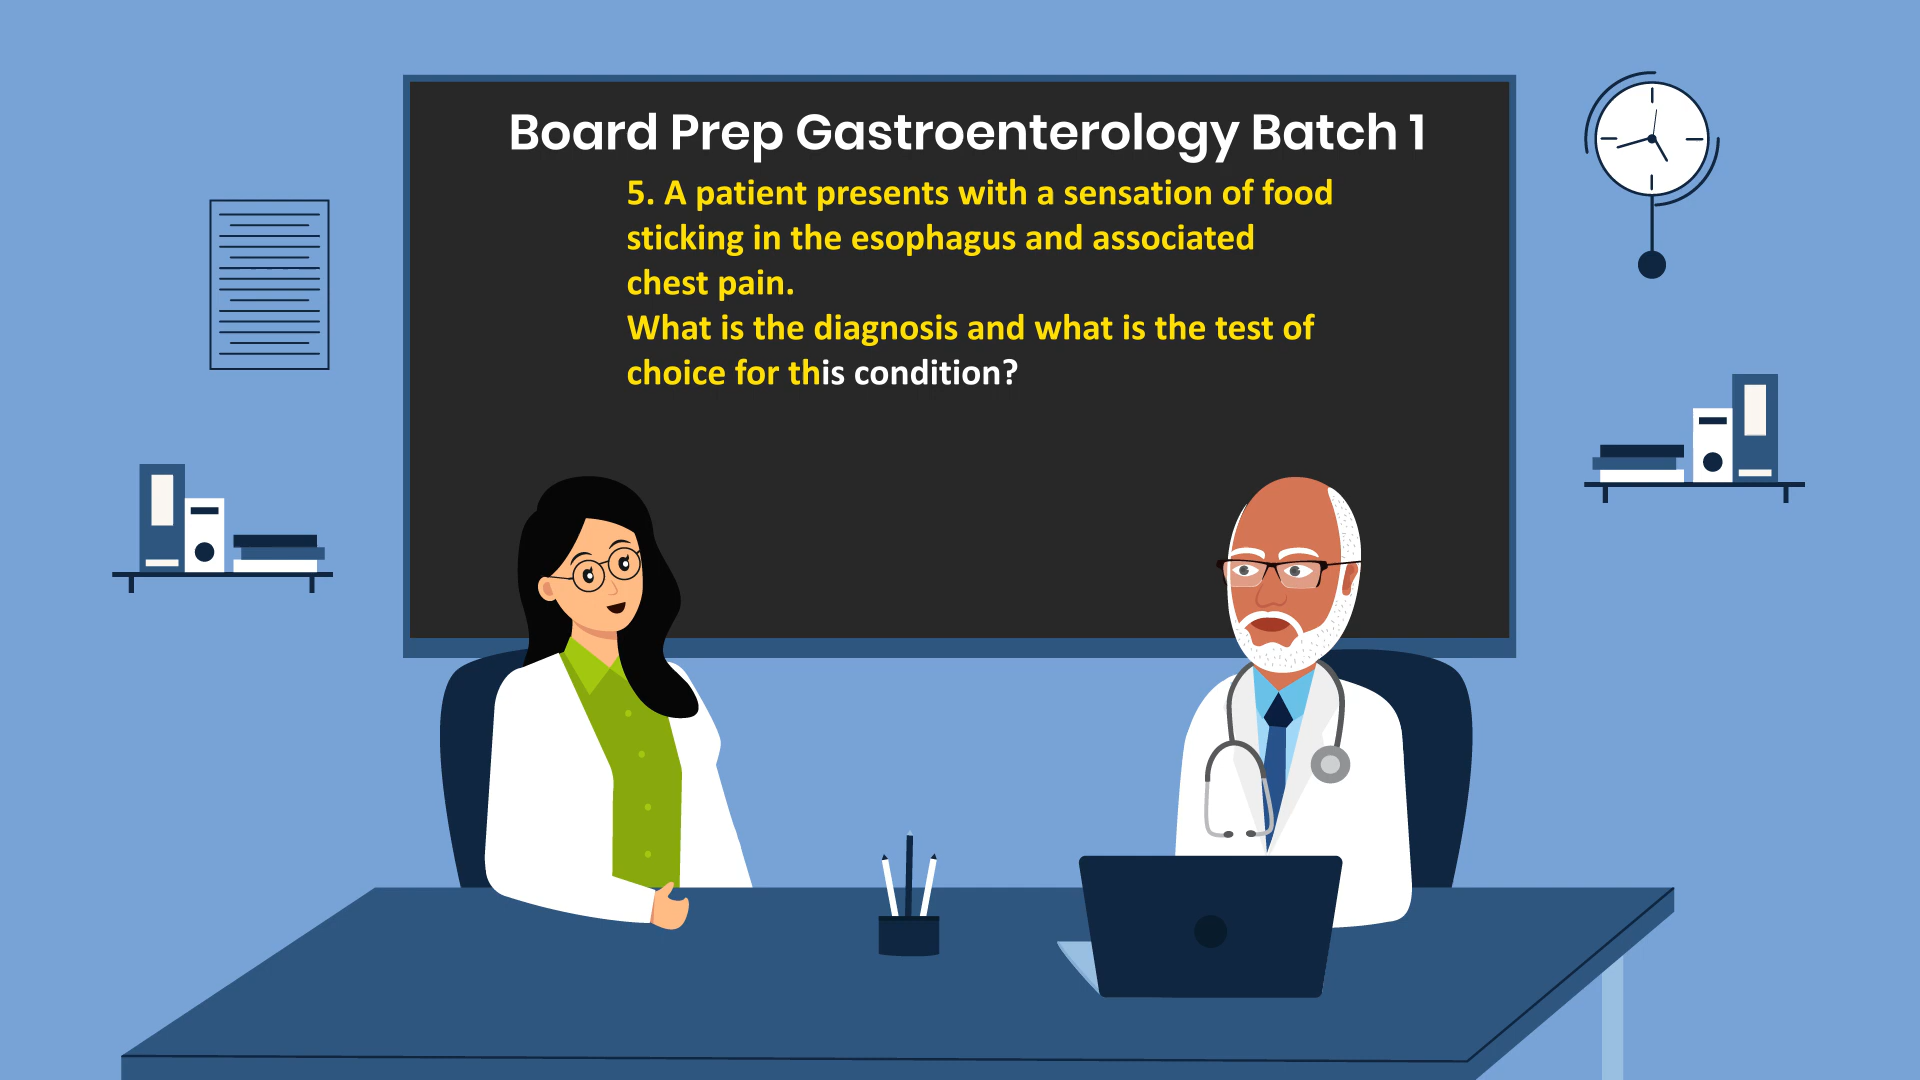 Board Prep Gastroenterology Batch 1
5. A patient presents with a sensation of food
sticking in the esophagus and associated
chest pain.
What is the diagnosis and what is the test of
choice for this condition?